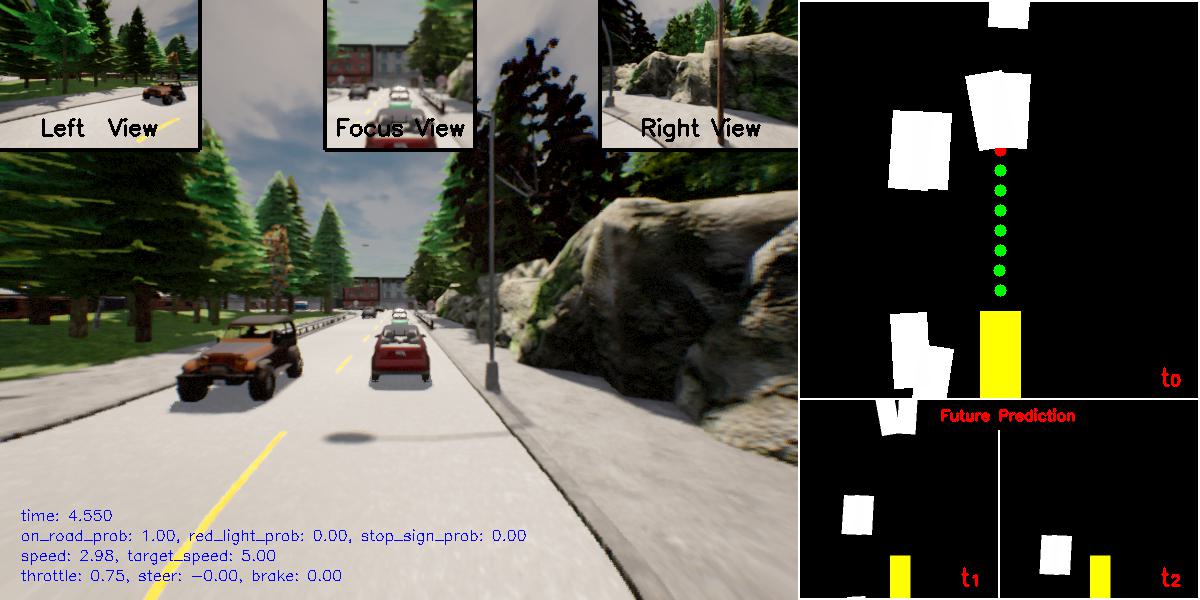 Left View
Focus View
Right View
t0
Future Prediction
t1
t2
time: 4.550
on_road_prob: 1.00, red_light_prob: 0.00, stop_sign_prob: 0.00
speed: 2.98, target_speed: 5.00
throttle: 0.75, steer: −0.00, brake: 0.00